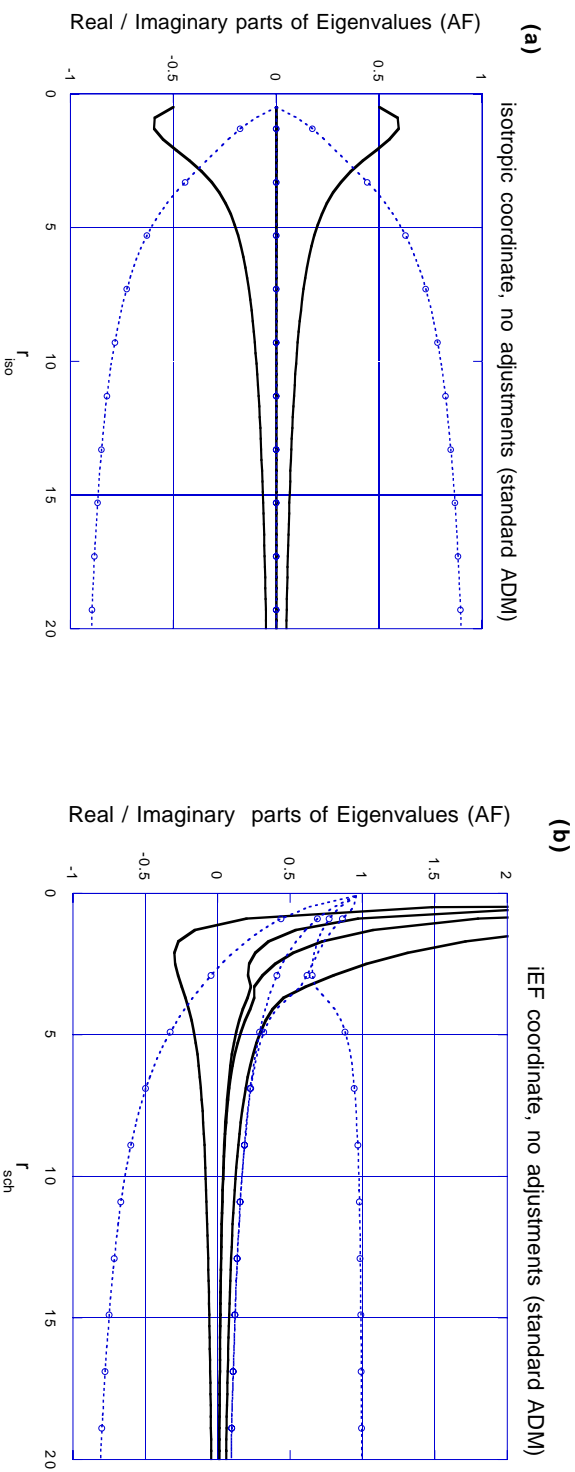 (a)
isotropic coordinate, no adjustments (standard ADM)
Real / Imaginary parts of Eigenvalues (AF)
1
0.5
0
-0.5
-1
0
5
10
15
20
r iso
(b)
iEF coordinate, no adjustments (standard ADM)
Real / Imaginary parts of Eigenvalues (AF)
2
1.5
1
0.5
0
-0.5
-1
0
5
10
15
20
r sch